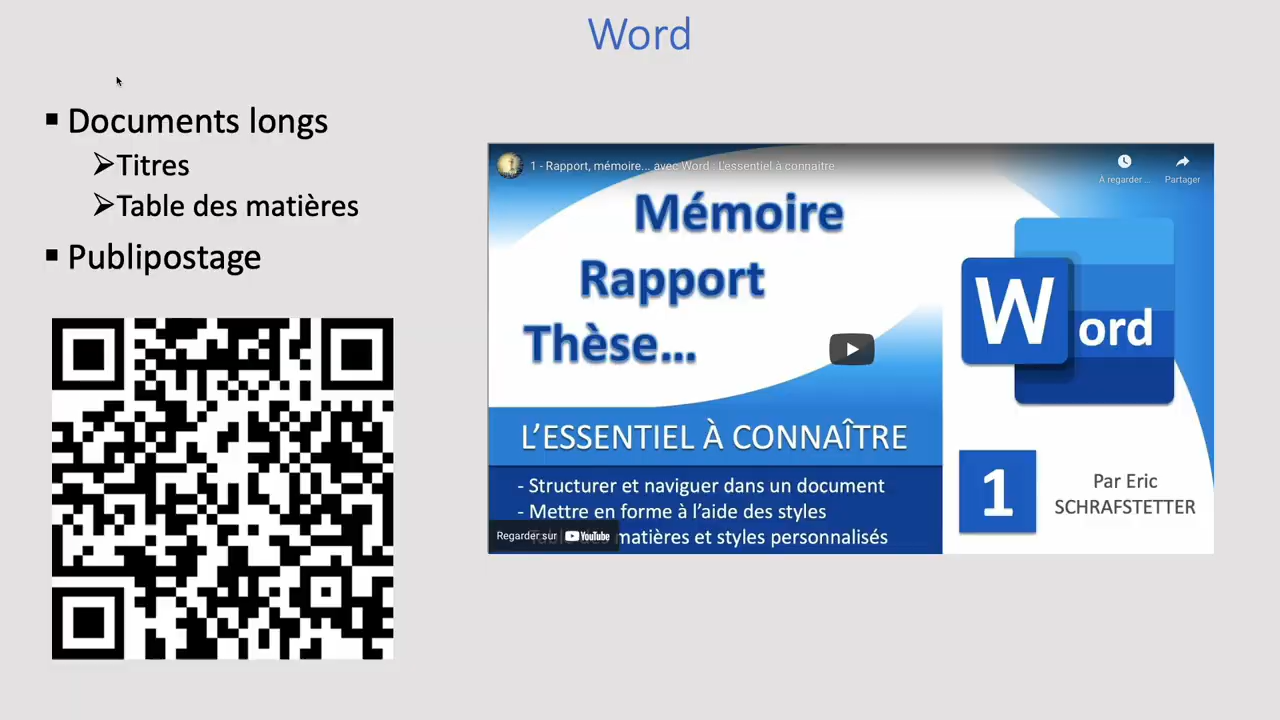 Word
▪ Documents longs
➢Titres
➢Table des matières
▪ Publipostage
1 - Rapport, mémoire... avec Word : L'essentiel à connaître
À regarder ...
Partager
Mémoire
Rapport
Thèse...
W ord
L'ESSENTIEL À CONNAÎTRE
- Structurer et naviguer dans un document
- Mettre en forme à l'aide des styles
- Table des matières et styles personnalisés
Regarder sur YouTube
1
Par Eric
SCHRAFSTETTER